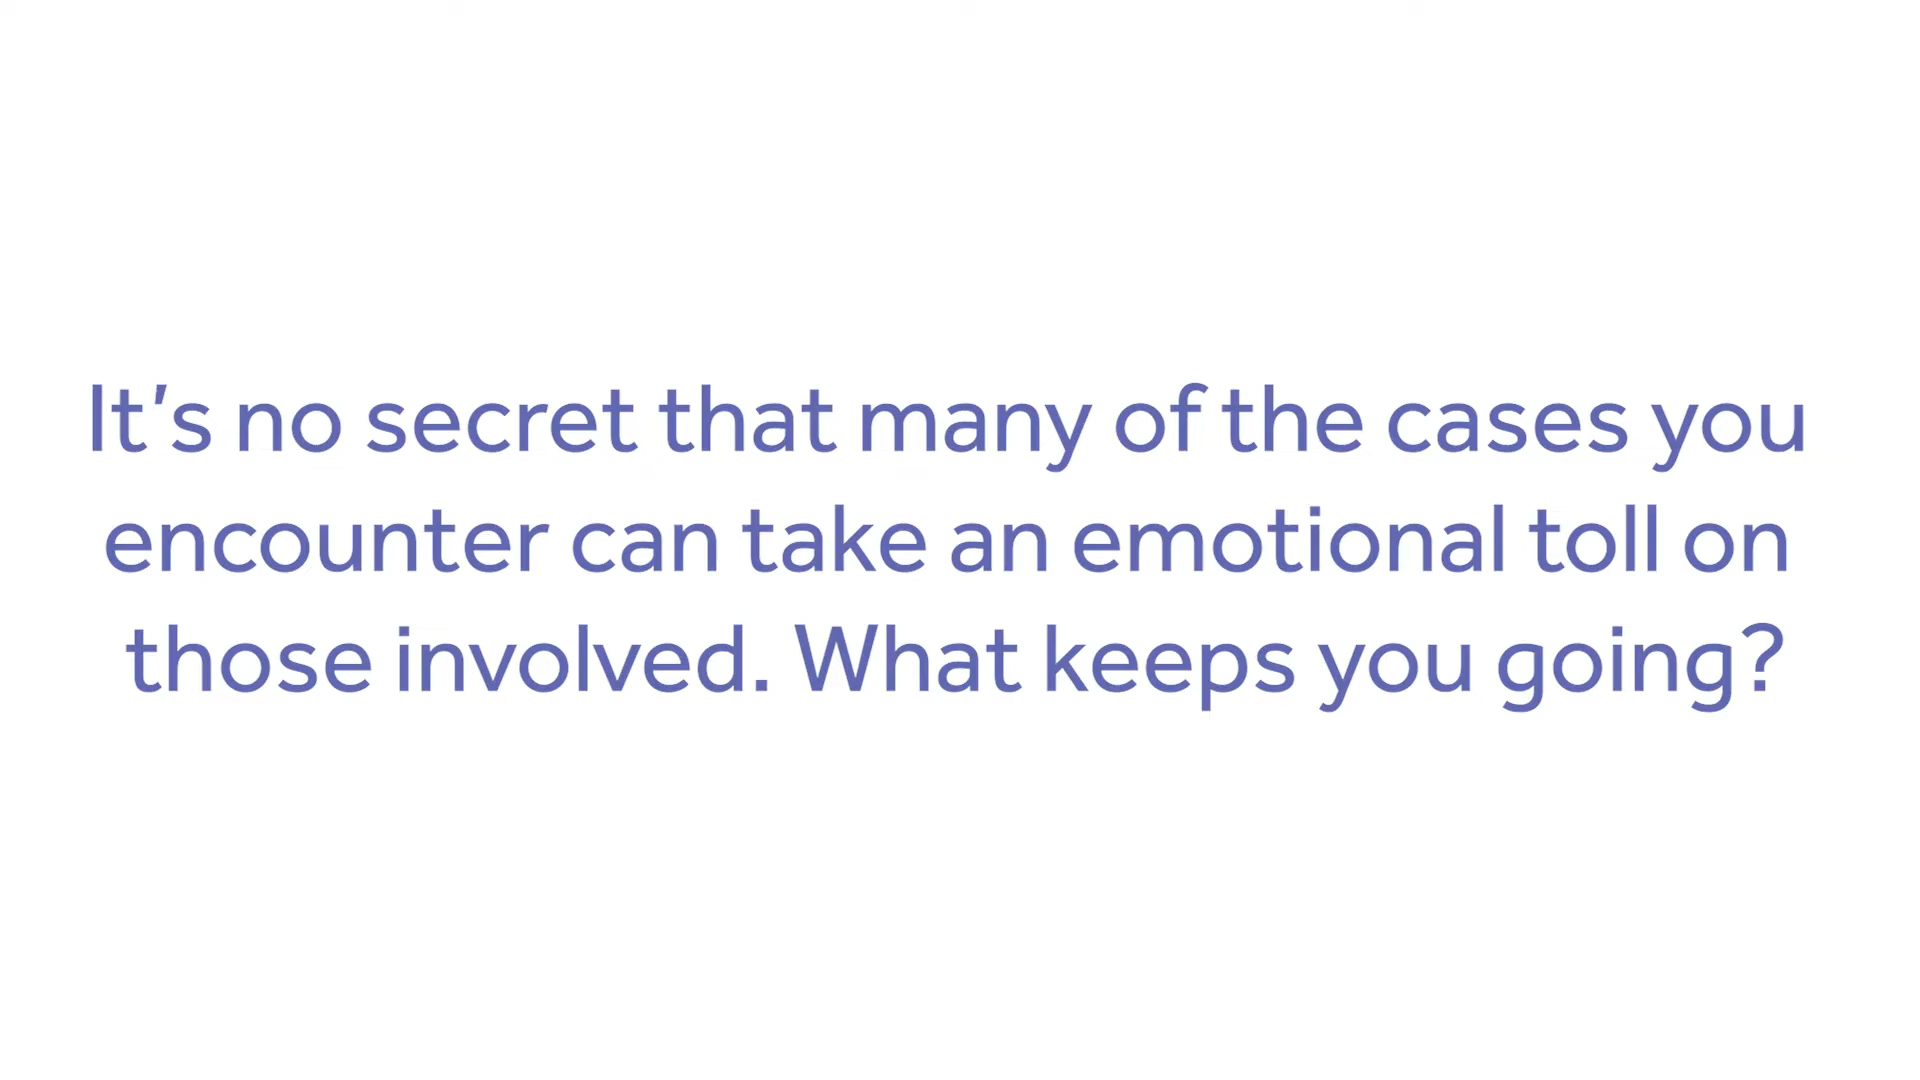 It's no secret that many of the cases you
encounter can take an emotional toll on
those involved. What keeps you going?